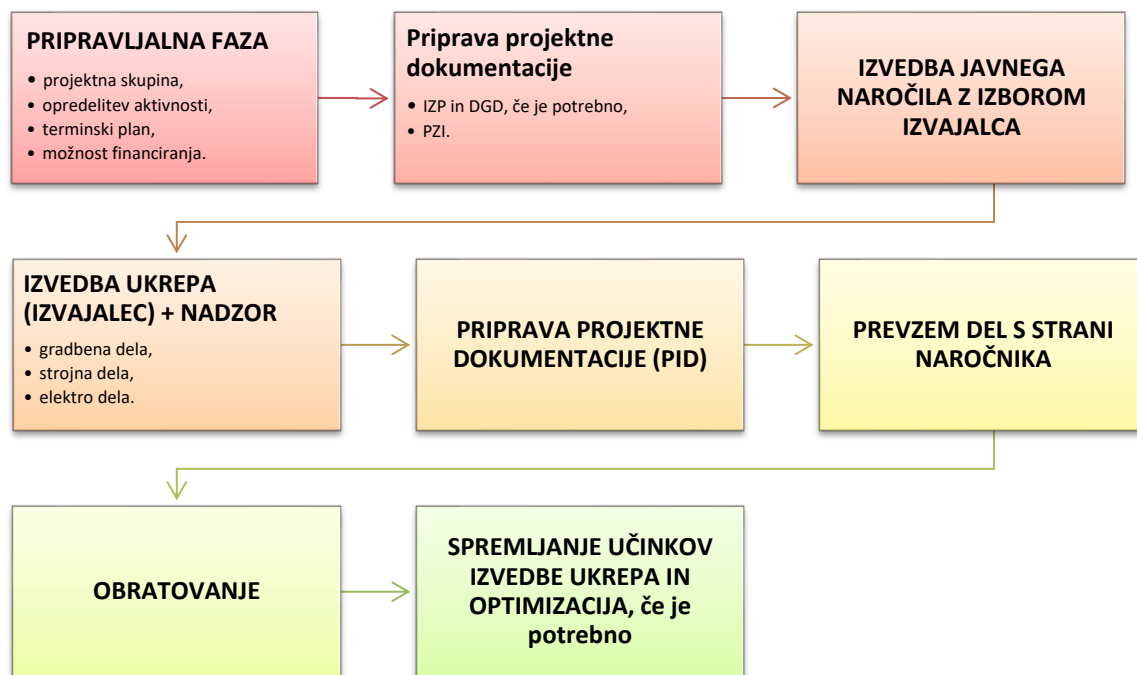 PRIPRAVLJALNA FAZA
• projektna skupina,
• opredelitev aktivnosti,
• terminski plan,
• možnost financiranja.
Priprava projektne
dokumentacije
• IZP in DGD, če je potrebno,
• PZI.
IZVEDBA JAVNEGA
NAROČILA Z IZBOROM
IZVAJALCA
IZVEDBA UKREPA
(IZVAJALEC) + NADZOR
• gradbena dela,
• strojna dela,
• elektro dela.
PRIPRAVA PROJEKTNE
DOKUMENTACIJE (PID)
PREVZEM DEL S STRANI
NAROČNIKA
OBRATOVANJE
SPREMLJANJE UČINKOV
IZVEDBE UKREPA IN
OPTIMIZACIJA, če je
potrebno